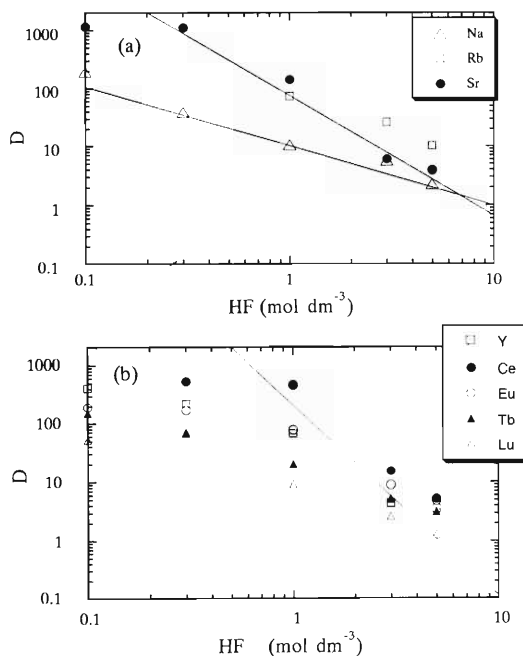 1000
100
10
1
0.1
D
(a)
Na
Rb
Sr
0.1
1
10
HF (mol dm-3)
1000
100
10
1
0.1
D
(b)
Y
Ce
Eu
Tb
Lu
0.1
1
10
HF (mol dm-3)